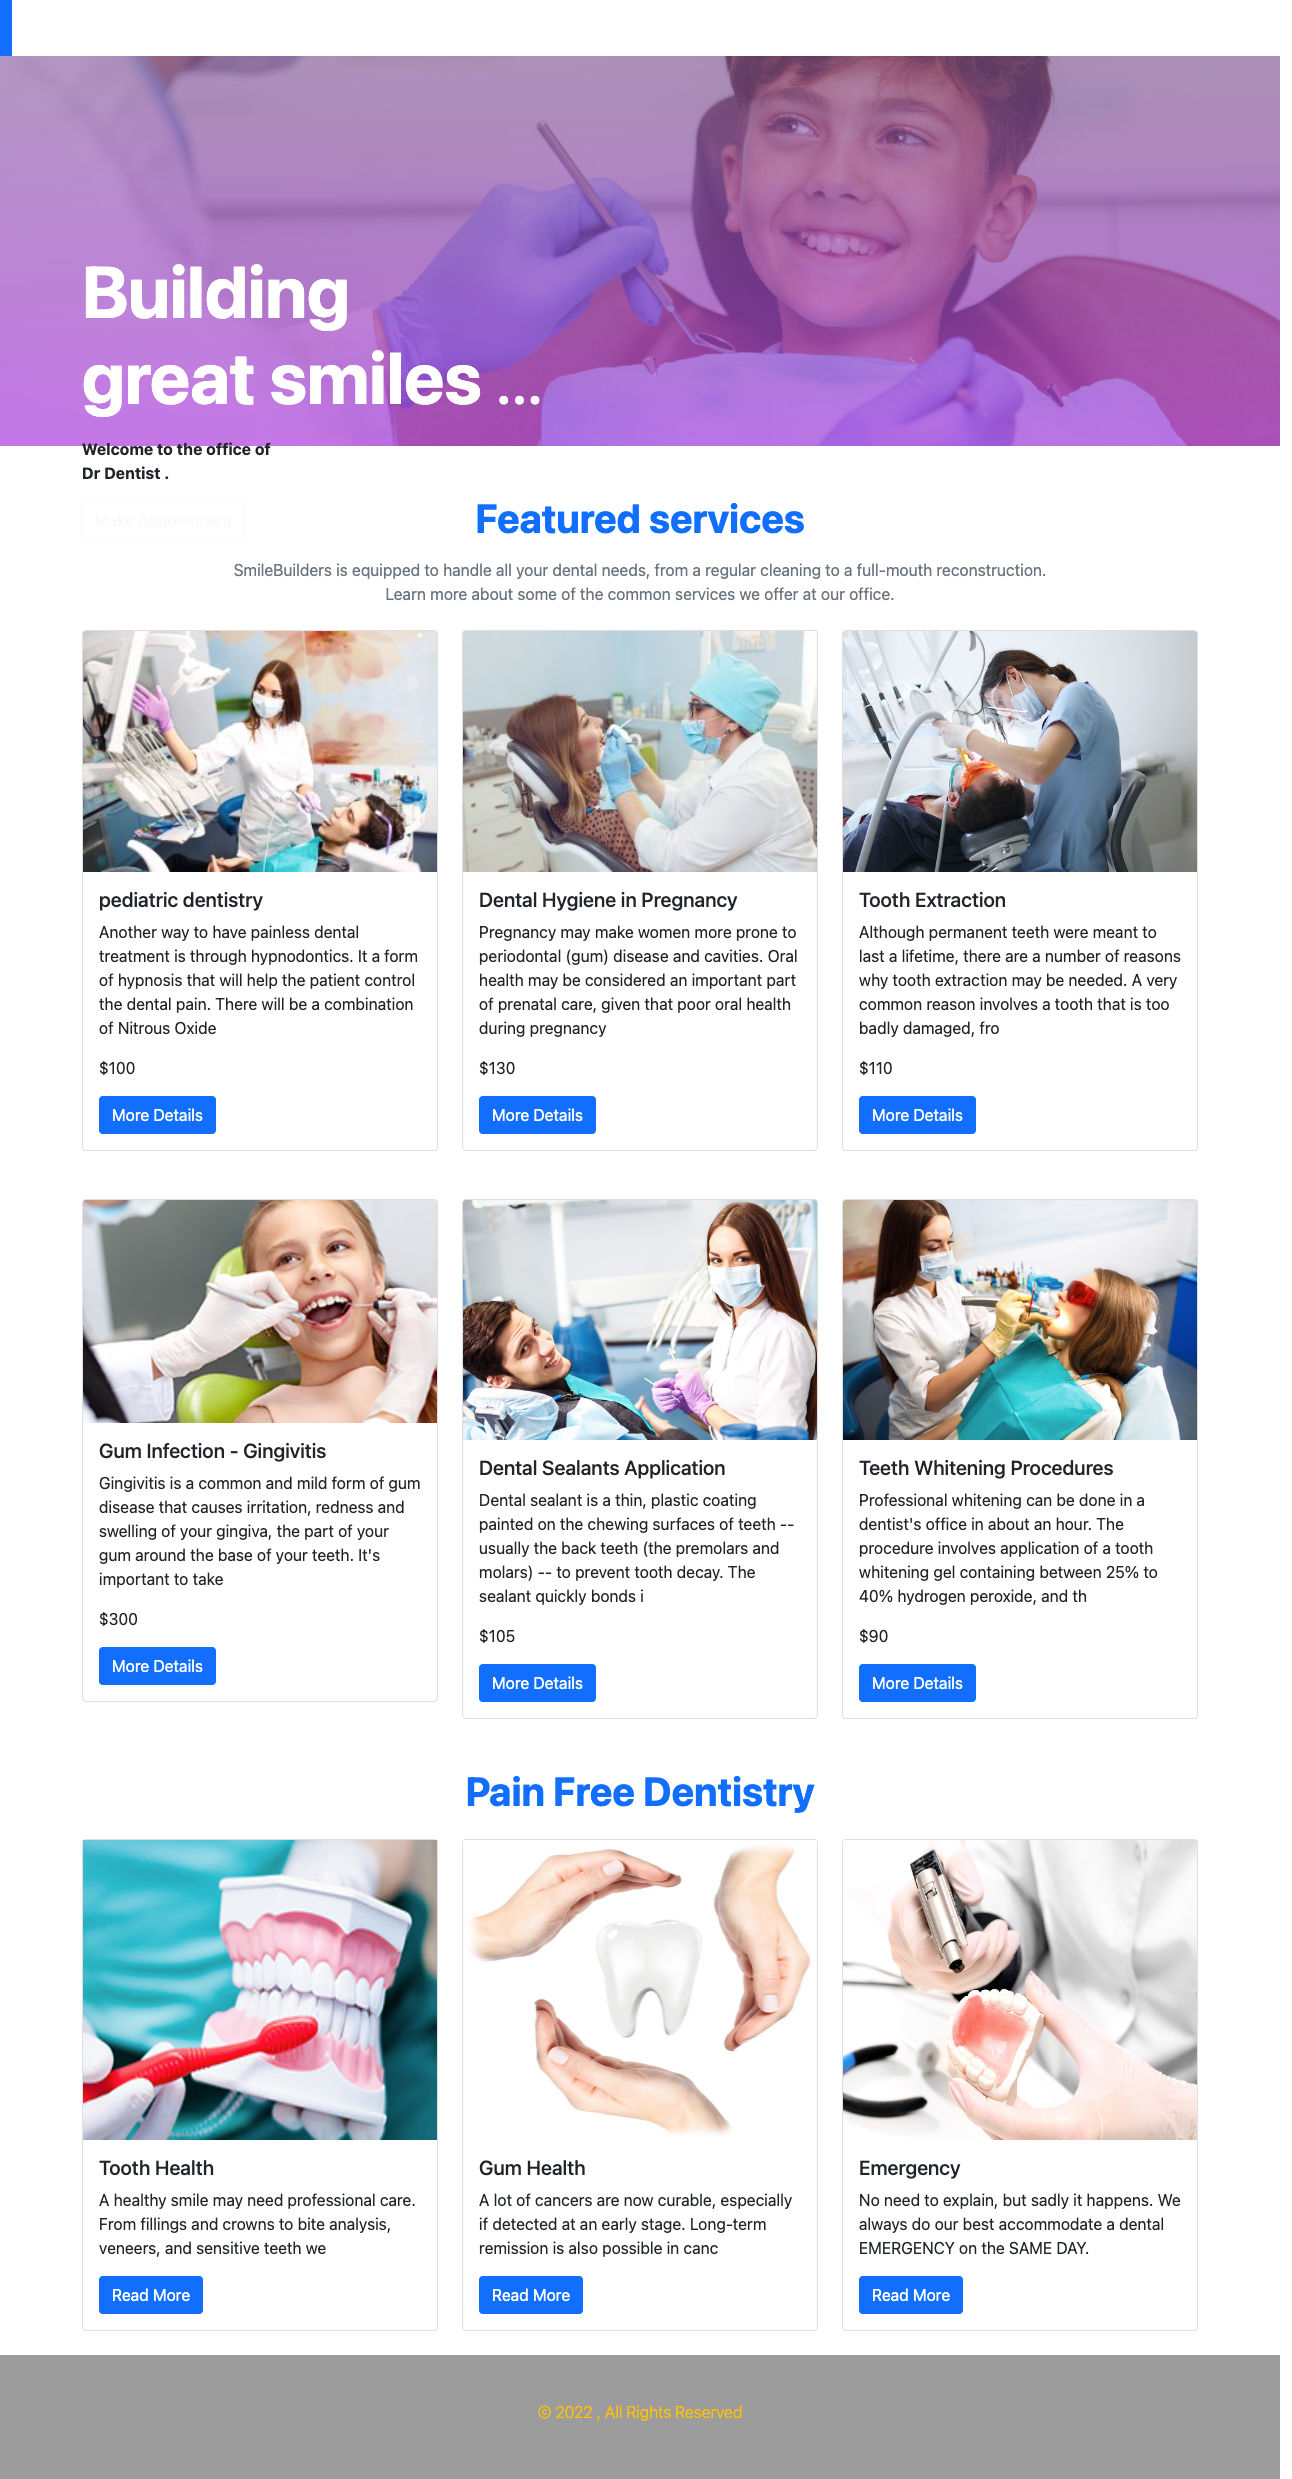 Building
great smiles ...
Welcome to the office of
Dr Dentist .
Make Appointment
Featured services
SmileBuilders is equipped to handle all your dental needs, from a regular cleaning to a full-mouth reconstruction.
Learn more about some of the common services we offer at our office.
pediatric dentistry
Another way to have painless dental
treatment is through hypnodontics. It a form
of hypnosis that will help the patient control
the dental pain. There will be a combination
of Nitrous Oxide
$100
More Details
Dental Hygiene in Pregnancy
Pregnancy may make women more prone to
periodontal (gum) disease and cavities. Oral
health may be considered an important part
of prenatal care, given that poor oral health
during pregnancy
$130
More Details
Tooth Extraction
Although permanent teeth were meant to
last a lifetime, there are a number of reasons
why tooth extraction may be needed. A very
common reason involves a tooth that is too
badly damaged, fro
$110
More Details
Gum Infection - Gingivitis
Gingivitis is a common and mild form of gum
disease that causes irritation, redness and
swelling of your gingiva, the part of your
gum around the base of your teeth. It's
important to take
$300
More Details
Dental Sealants Application
Dental sealant is a thin, plastic coating
painted on the chewing surfaces of teeth --
usually the back teeth (the premolars and
molars) -- to prevent tooth decay. The
sealant quickly bonds i
$105
More Details
Teeth Whitening Procedures
Professional whitening can be done in a
dentist's office in about an hour. The
procedure involves application of a tooth
whitening gel containing between 25% to
40% hydrogen peroxide, and th
$90
More Details
Pain Free Dentistry
Tooth Health
A healthy smile may need professional care.
From fillings and crowns to bite analysis,
veneers, and sensitive teeth we
Read More
Gum Health
A lot of cancers are now curable, especially
if detected at an early stage. Long-term
remission is also possible in canc
Read More
Emergency
No need to explain, but sadly it happens. We
always do our best accommodate a dental
EMERGENCY on the SAME DAY.
Read More
© 2022 , All Rights Reserved